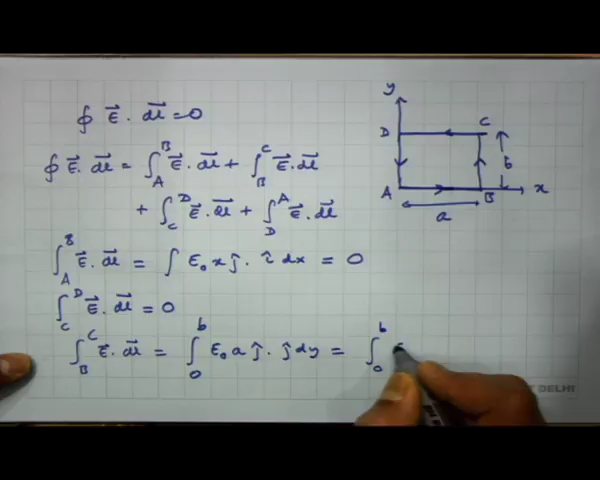 ∮ E⃗ . dl⃗ = 0
∮ E⃗ . dl⃗ = ∫_A^B E⃗ . dl⃗ + ∫_B^C E⃗ . dl⃗
+ ∫_C^D E⃗ . dl⃗ + ∫_D^A E⃗ . dl⃗
∫_A^B E⃗ . dl⃗ = ∫ E₀ x ĵ . î dx = 0
∫_C^D E⃗ . dl⃗ = 0
∫_B^C E⃗ . dl⃗ = ∫_0^b E₀ a ĵ . ĵ dy = ∫_0^b
y
D C
b
A B x
a
DELHI